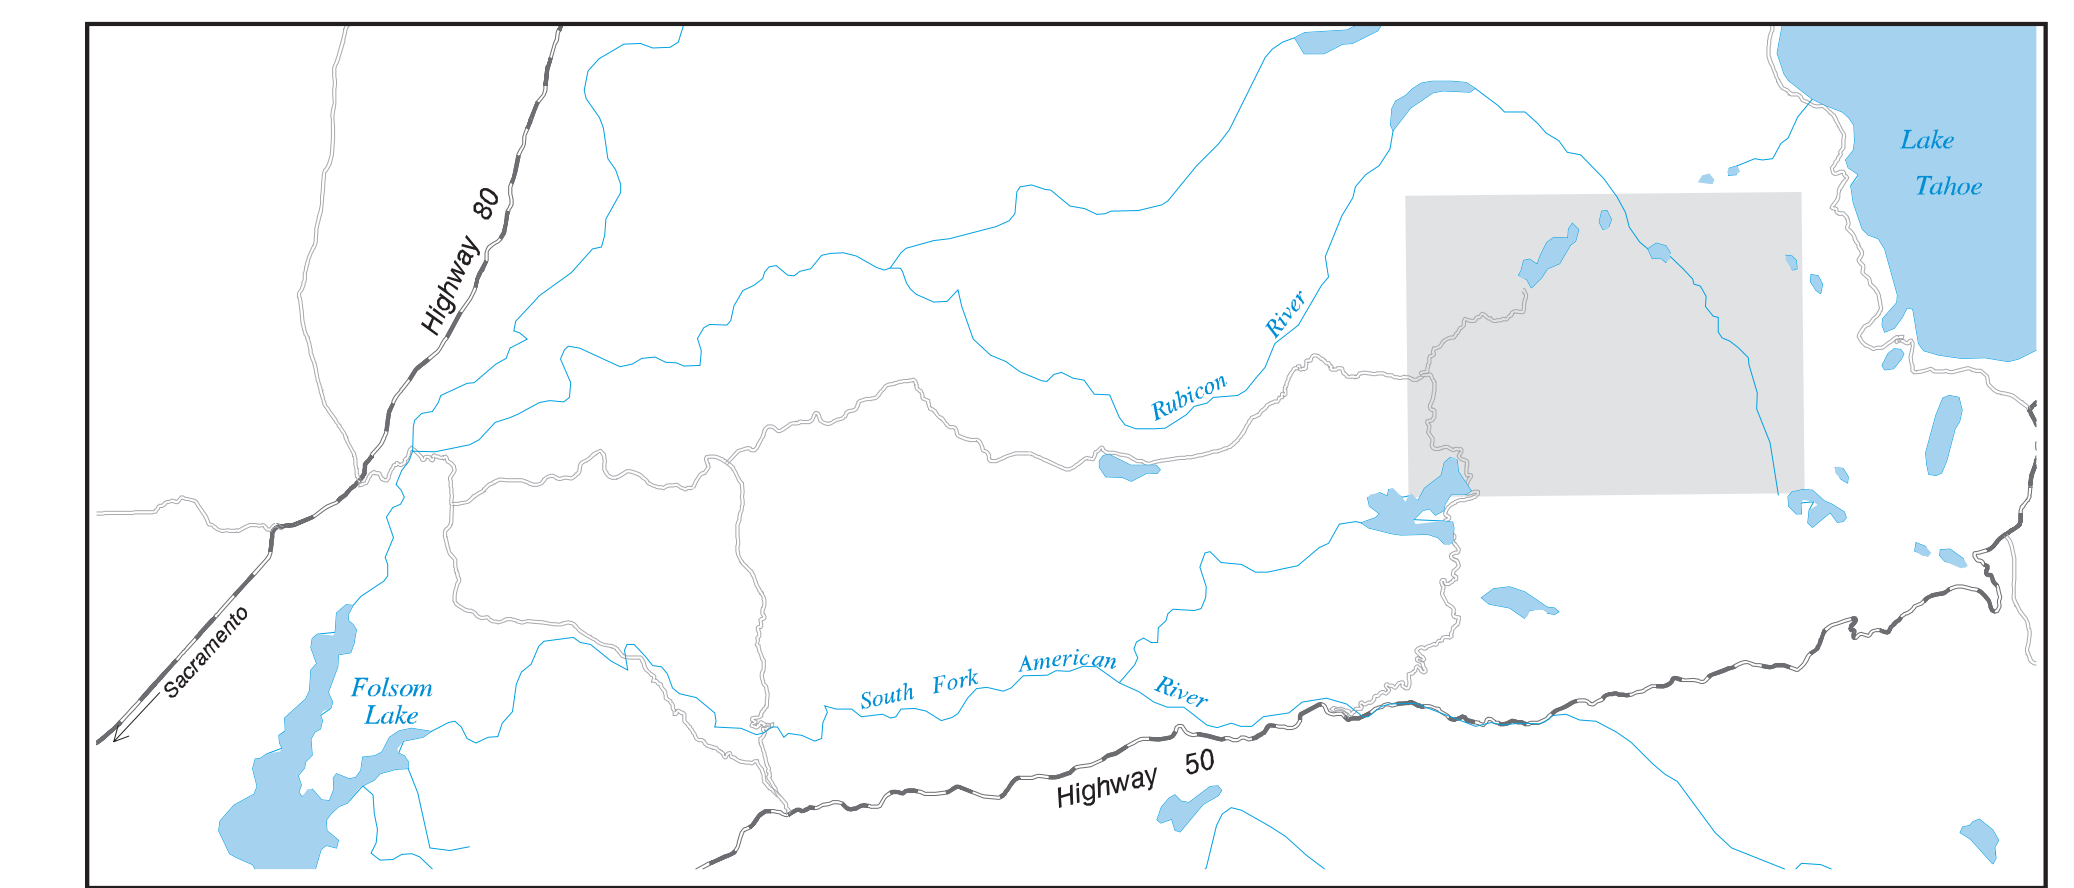 Lake
Tahoe
Highway 80
Rubicon River
Sacramento
Folsom
Lake
South Fork American River
Highway 50